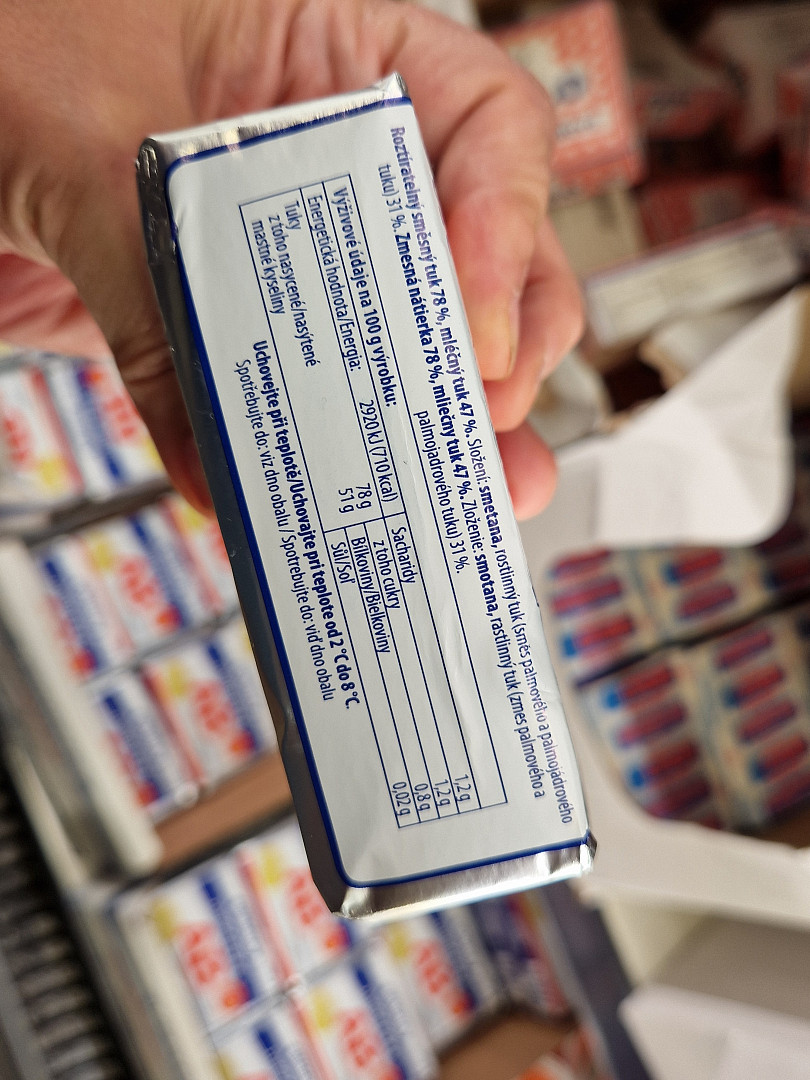 Roztíratelný směsný tuk 78 %, mléčný tuk 47 %. Složení: smetana, rostlinný tuk (směs palmového a palmojádrového
tuku) 31 %. Zmesná nátierka 78 %, mliečny tuk 47 %. Zloženie: smotana, rastlinný tuk (zmes palmového a
palmojadrového tuku) 31 %.
Výživové údaje na 100 g výrobku:
Energetická hodnota/Energia: 2920 kJ (710 kcal)
Tuky 78 g
z toho nasycené/nasýtené 51 g
mastné kyseliny
Sacharidy 1,2 g
z toho cukry 1,2 g
Bílkoviny/Bielkoviny 0,8 g
Sůl/Soľ 0,02 g
Uchovejte při teplotě/Uchovajte pri teplote od 2 °C do 8 °C.
Spotřebujte do: viz dno obalu / Spotrebujte do: viď dno obalu